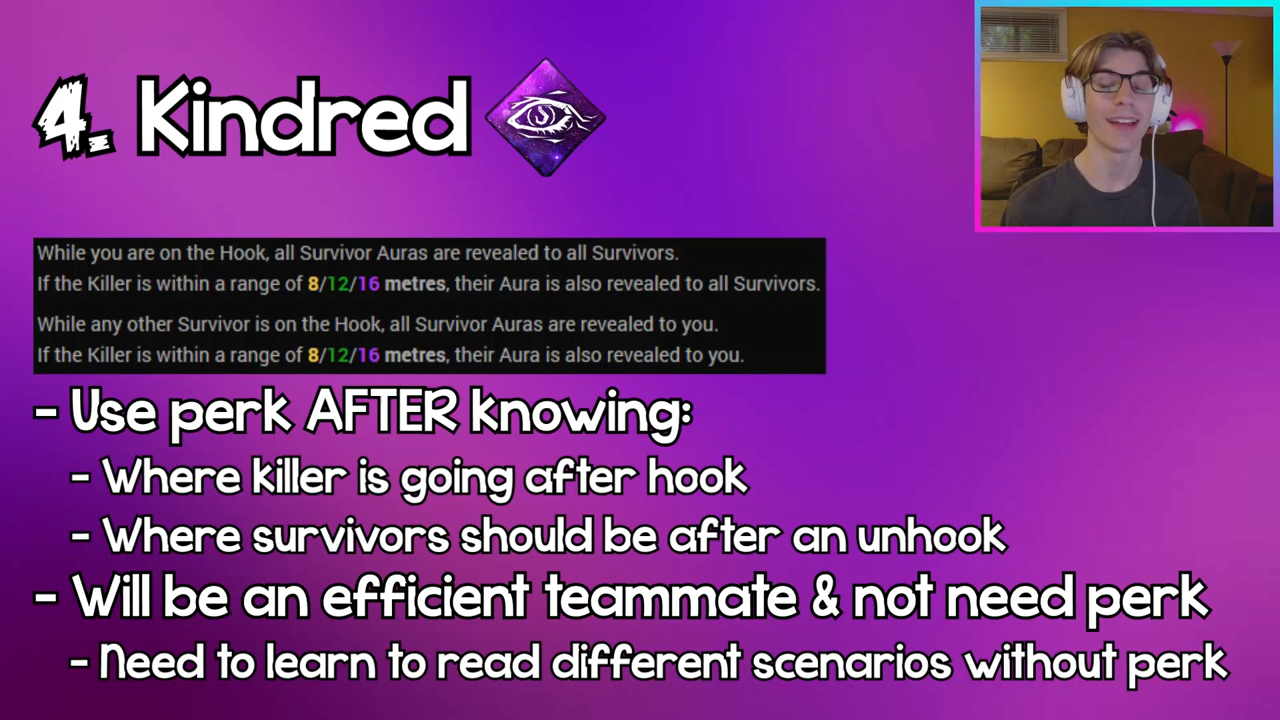 4. Kindred
While you are on the Hook, all Survivor Auras are revealed to all Survivors.
If the Killer is within a range of 8/12/16 metres, their Aura is also revealed to all Survivors.
While any other Survivor is on the Hook, all Survivor Auras are revealed to you.
If the Killer is within a range of 8/12/16 metres, their Aura is also revealed to you.
- Use perk AFTER knowing:
- Where killer is going after hook
- Where survivors should be after an unhook
- Will be an efficient teammate & not need perk
- Need to learn to read different scenarios without perk